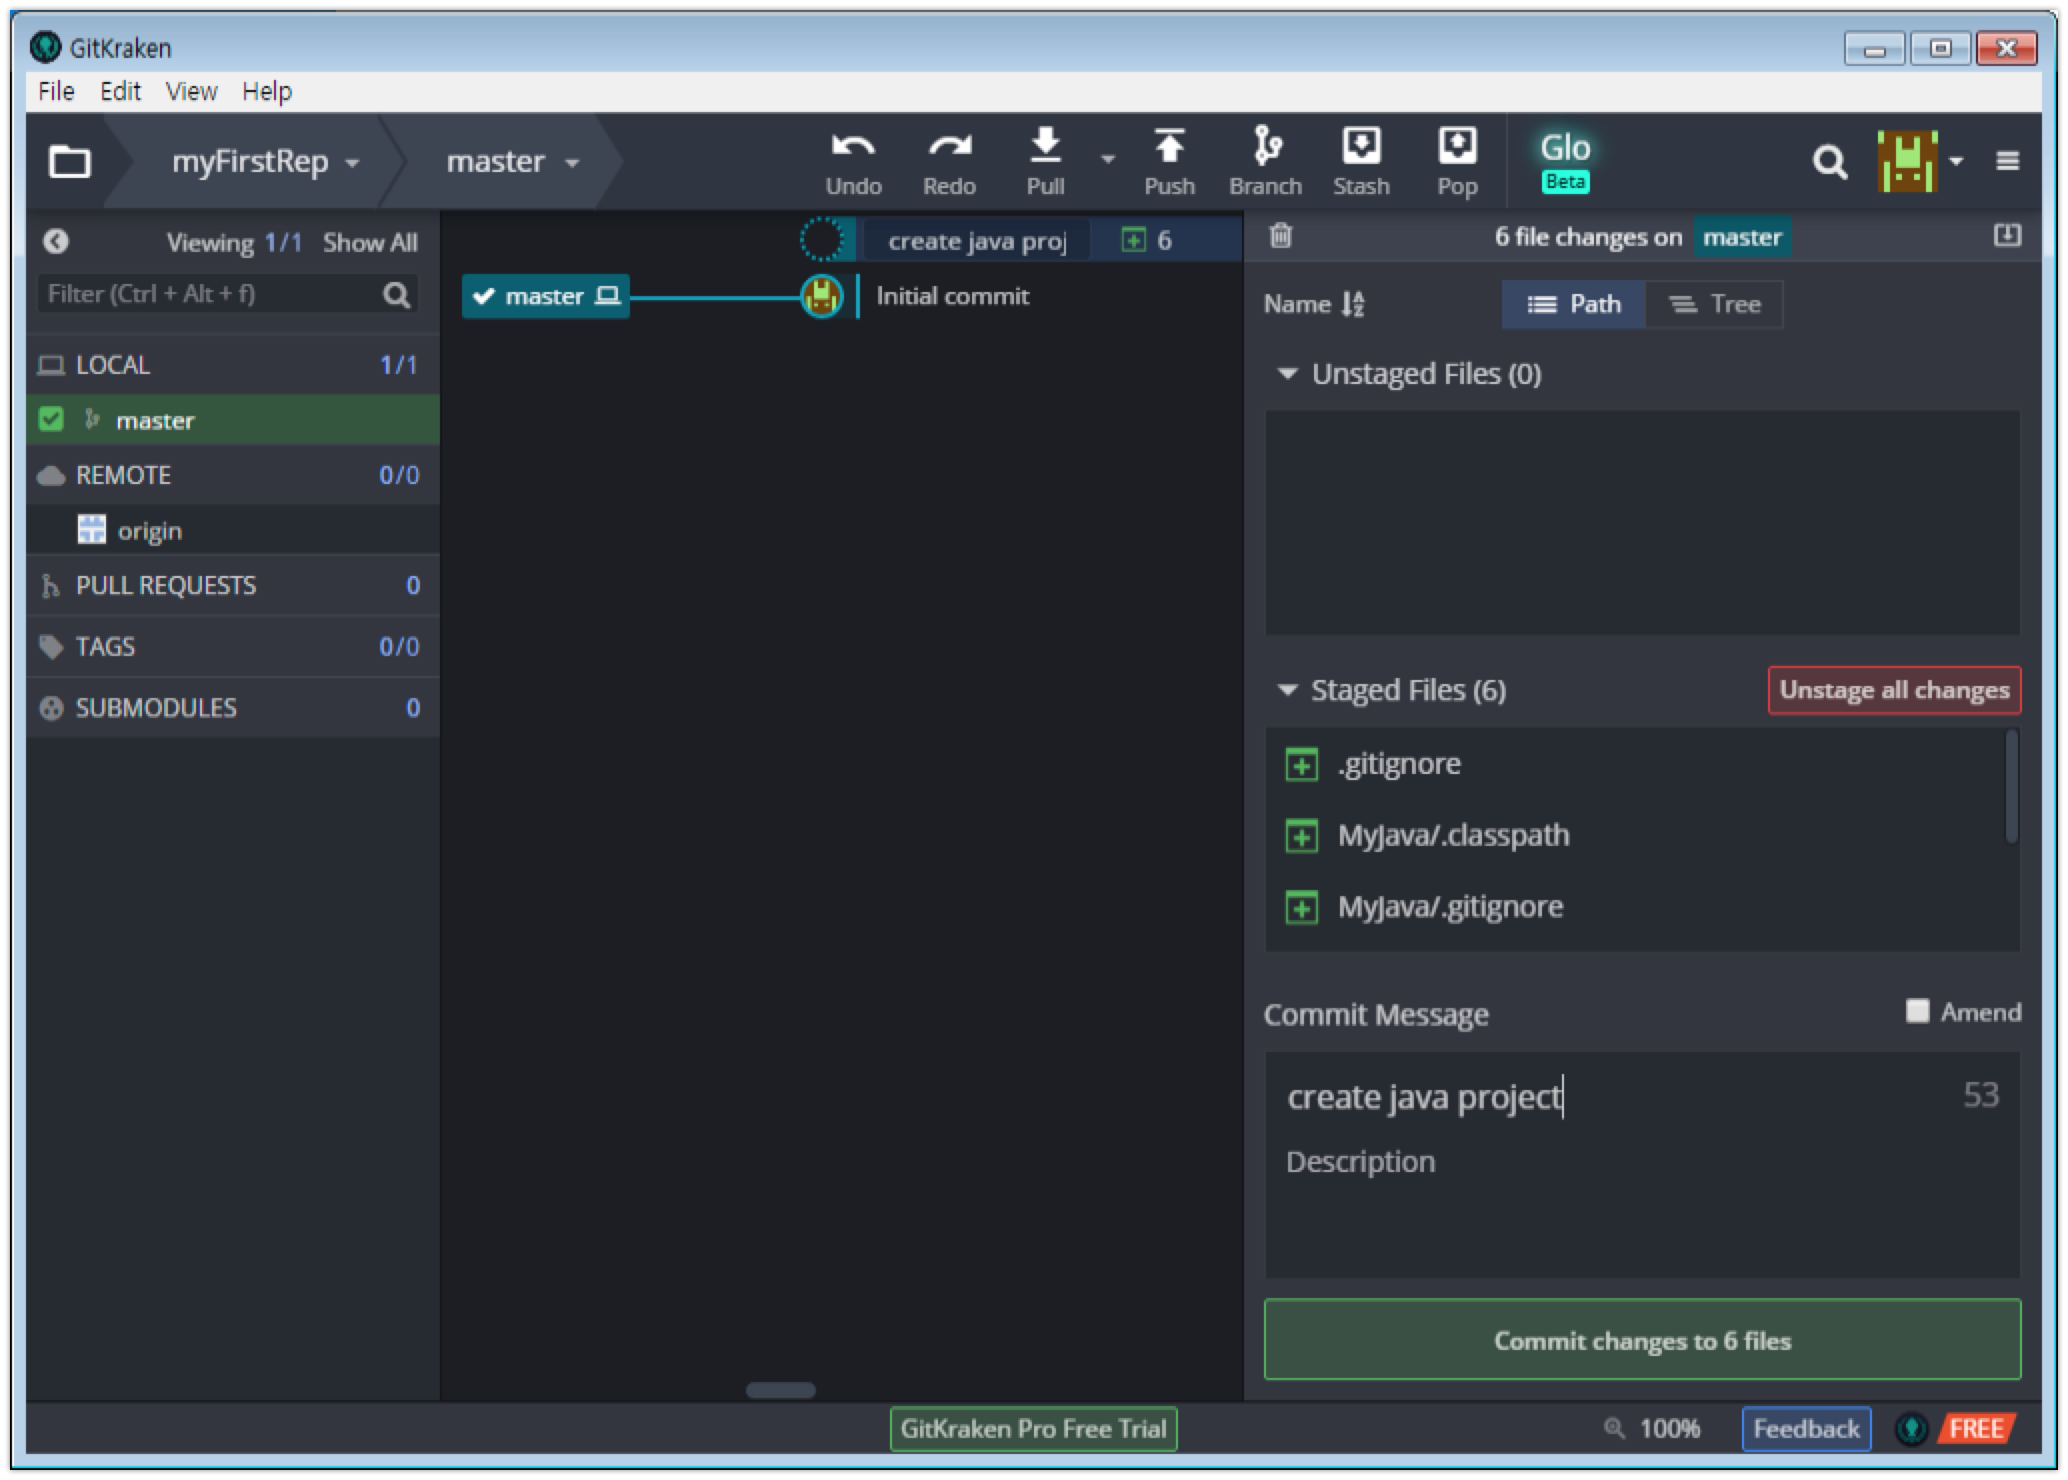 GitKraken
File Edit View Help
myFirstRep master
Undo Redo Pull Push Branch Stash Pop
Glo
Beta
Viewing 1/1 Show All
Filter (Ctrl + Alt + f)
LOCAL 1/1
master
REMOTE 0/0
origin
PULL REQUESTS 0
TAGS 0/0
SUBMODULES 0
create java proj 6
master Initial commit
6 file changes on master
Name Path Tree
Unstaged Files (0)
Staged Files (6) Unstage all changes
.gitignore
MyJava/.classpath
MyJava/.gitignore
Commit Message Amend
create java project 53
Description
Commit changes to 6 files
GitKraken Pro Free Trial 100% Feedback FREE